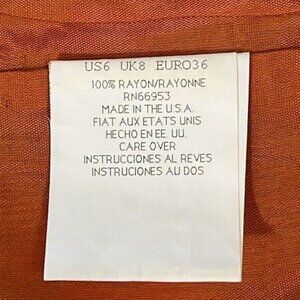 US6 UK8 EURO36
100% RAYON/RAYONNE
RN66953
MADE IN THE U.S.A.
FIAT AUX ETATS UNIS
HECHO EN EE. UU.
CARE OVER
INSTRUCCIONES AL REVES
INSTRUCIONES AU DOS